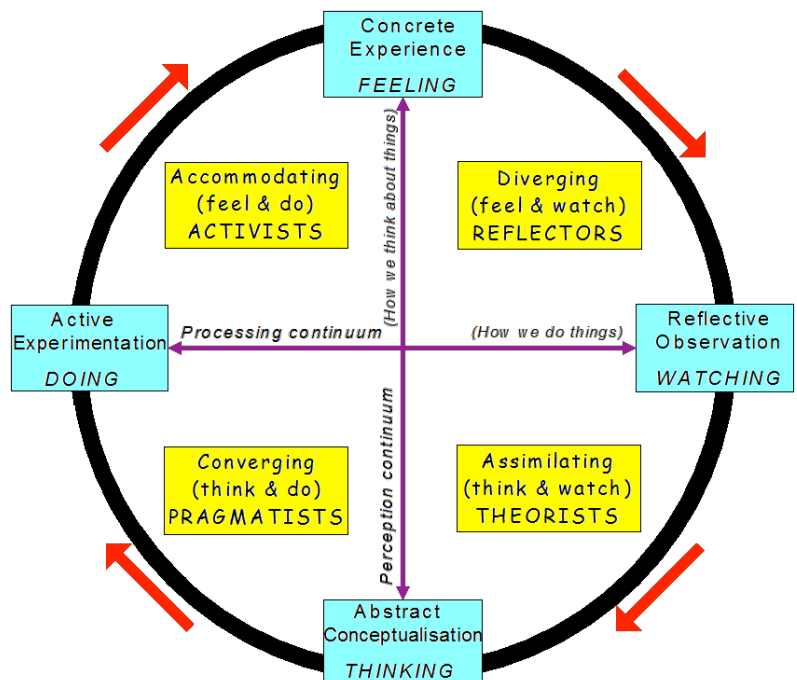 Concrete
Experience
FEELING
Accommodating
(feel & do)
ACTIVISTS
(How we think about things)
Diverging
(feel & watch)
REFLECTORS
Active
Experimentation
DOING
Processing continuum
(How we do things)
Reflective
Observation
WATCHING
Converging
(think & do)
PRAGMATISTS
Perception continuum
Assimilating
(think & watch)
THEORISTS
Abstract
Conceptualisation
THINKING